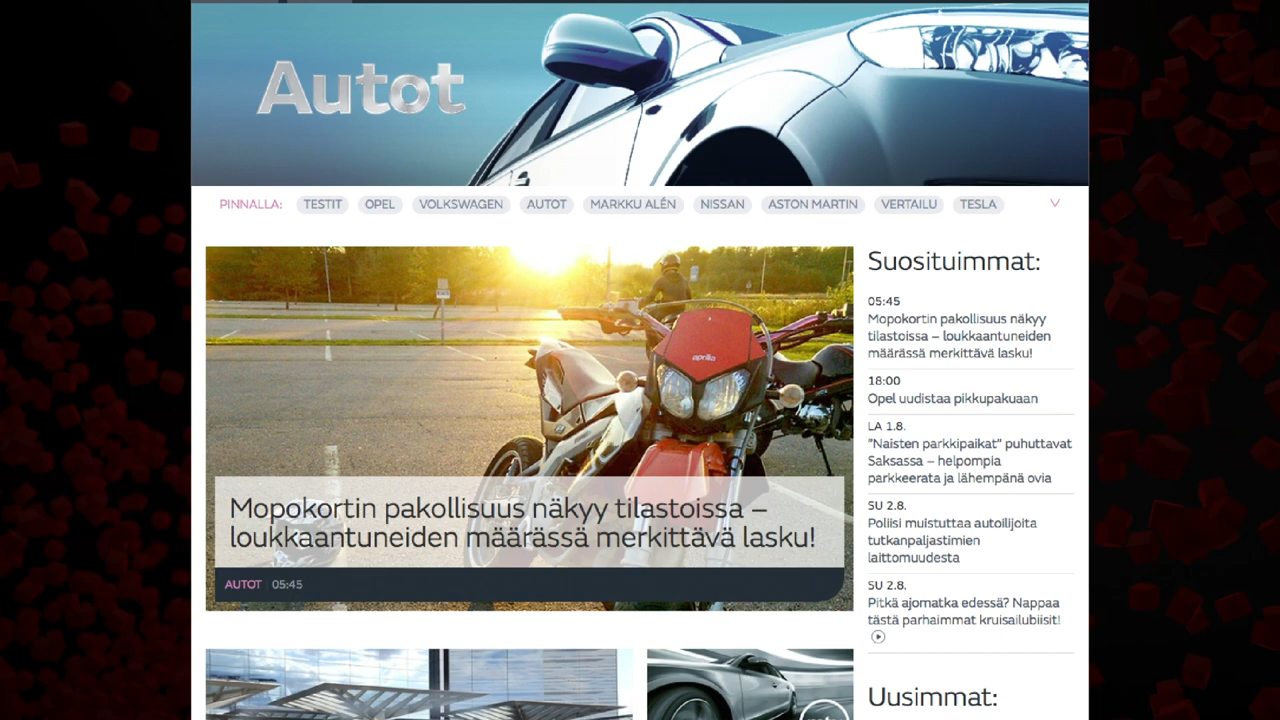 Autot
PINNALLA:
TESTIT
OPEL
VOLKSWAGEN
AUTOT
MARKKU ALÉN
NISSAN
ASTON MARTIN
VERTAILU
TESLA
aprilia
Mopokortin pakollisuus näkyy tilastoissa –
loukkaantuneiden määrässä merkittävä lasku!
AUTOT
05:45
Suosituimmat:
05:45
Mopokortin pakollisuus näkyy
tilastoissa – loukkaantuneiden
määrässä merkittävä lasku!
18:00
Opel uudistaa pikkupakuaan
LA 1.8.
"Naisten parkkipaikat" puhuttavat
Saksassa – helpompia
parkkeerata ja lähempänä ovia
SU 2.8.
Poliisi muistuttaa autoilijoita
tutkanpaljastimien
laittomuudesta
SU 2.8.
Pitkä ajomatka edessä? Nappaa
tästä parhaimmat kruisailubiisit!
Uusimmat: